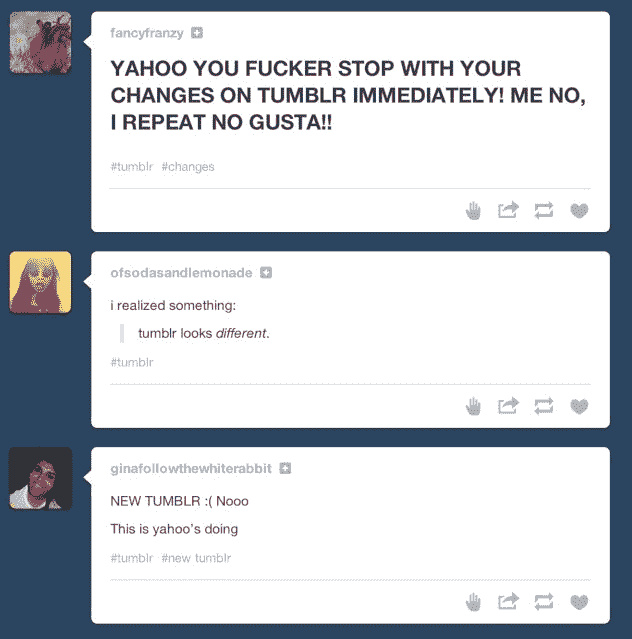 fancyfranzy
YAHOO YOU FUCKER STOP WITH YOUR
CHANGES ON TUMBLR IMMEDIATELY! ME NO,
I REPEAT NO GUSTA!!
#tumblr #changes
ofsodasandlemonade
i realized something:
tumblr looks different.
#tumblr
ginafollowthewhiterabbit
NEW TUMBLR :( Nooo
This is yahoo's doing
#tumblr #new tumblr